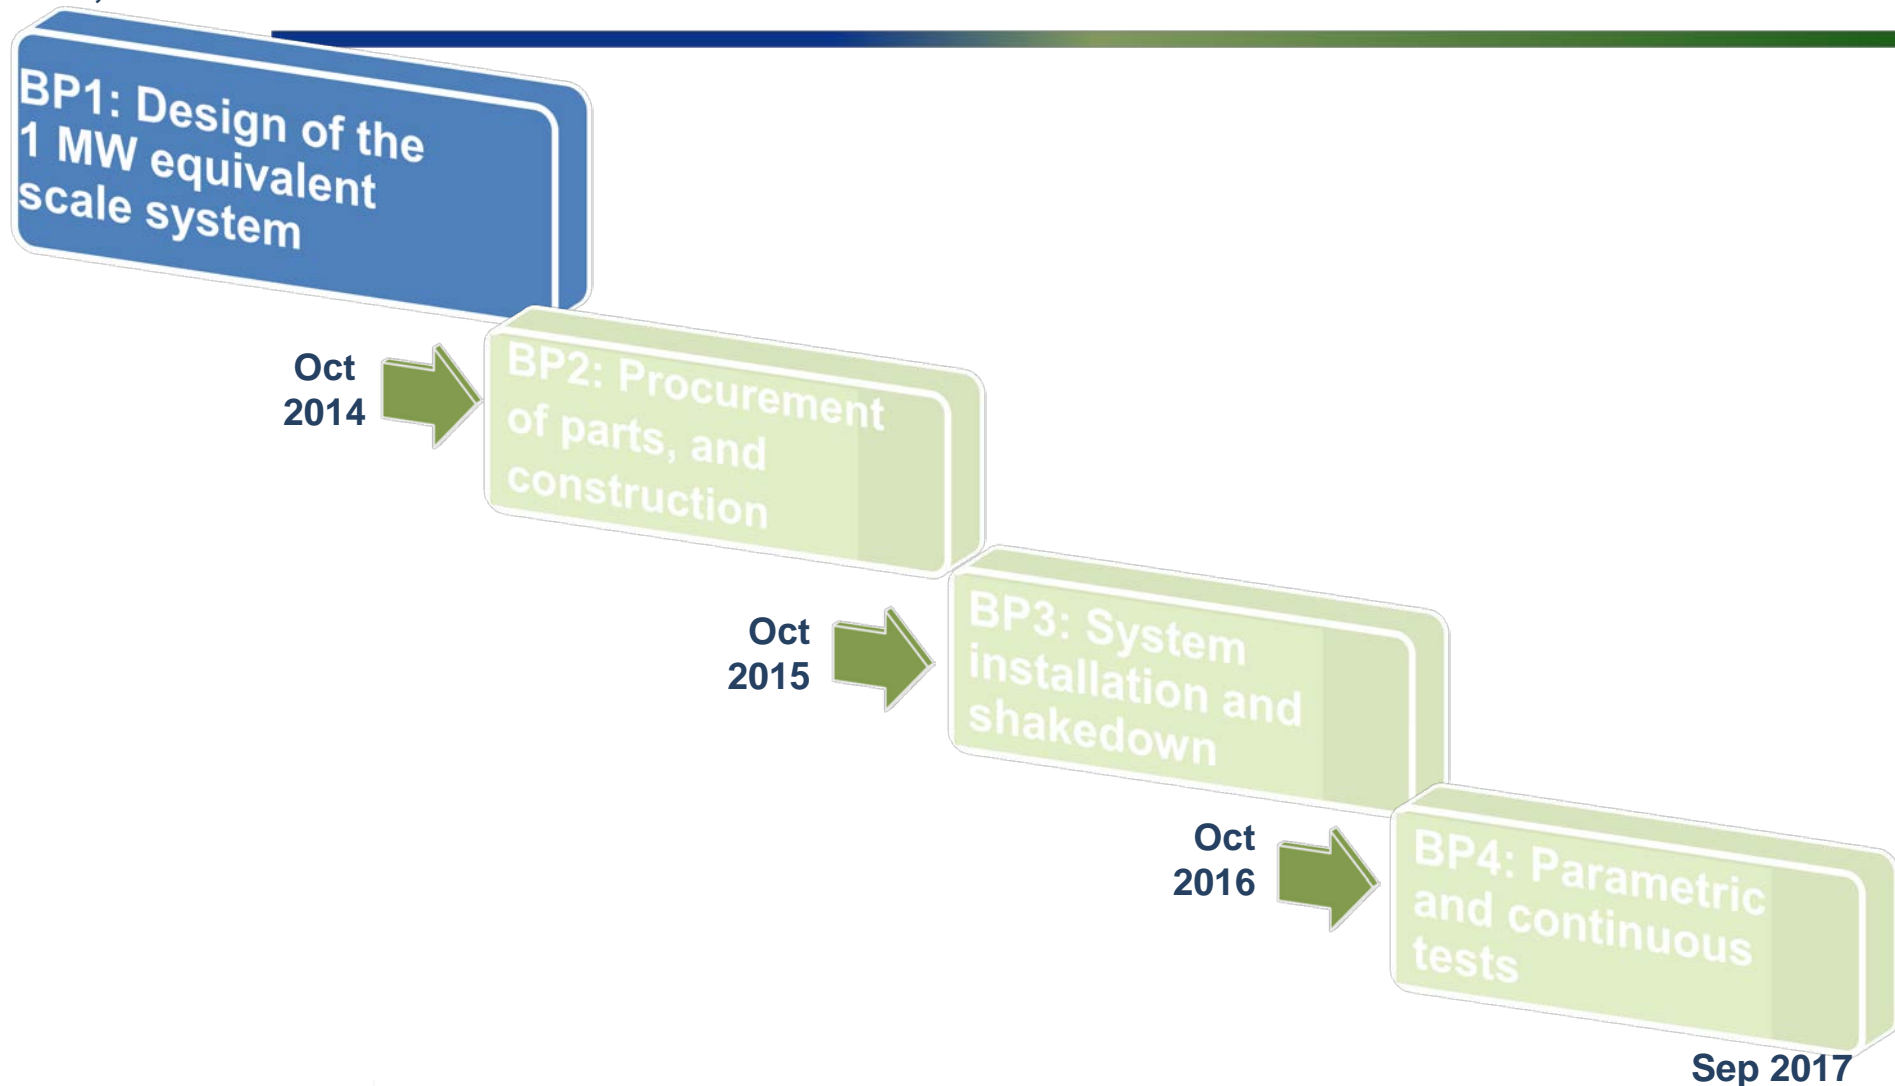 BP1: Design of the
1 MW equivalent
scale system
Oct
2014
BP2: Procurement
of parts, and
construction
Oct
2015
BP3: System
installation and
shakedown
Oct
2016
BP4: Parametric
and continuous
tests
Sep 2017